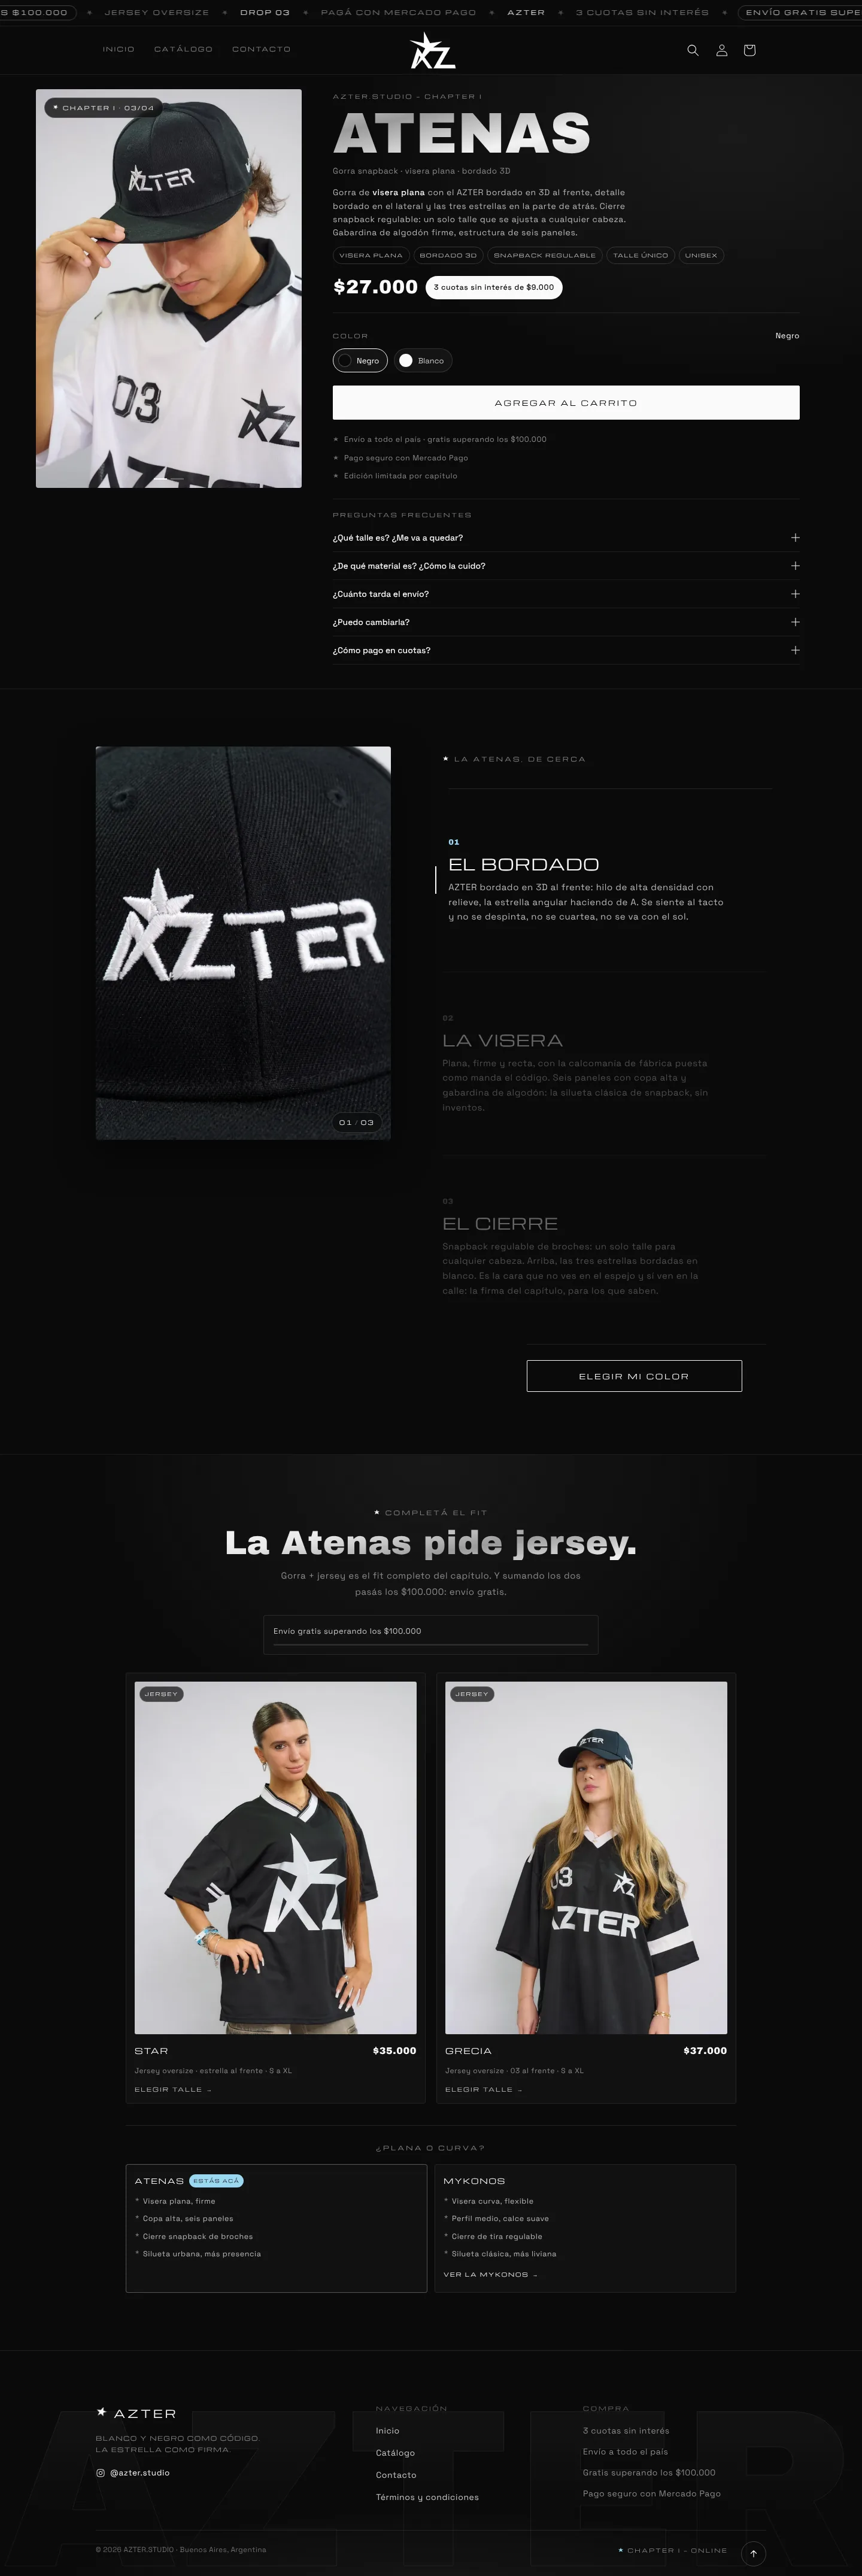 S $100.000 * JERSEY OVERSIZE * DROP 03 * PAGÁ CON MERCADO PAGO * AZTER * 3 CUOTAS SIN INTERÉS * ENVÍO GRATIS SUPE
INICIO CATÁLOGO CONTACTO
AZ
CHAPTER I · 03/04
AZTER
03
AZTER.STUDIO – CHAPTER I
ATENAS
Gorra snapback · visera plana · bordado 3D
Gorra de visera plana con el AZTER bordado en 3D al frente, detalle
bordado en el lateral y las tres estrellas en la parte de atrás. Cierre
snapback regulable: un solo talle que se ajusta a cualquier cabeza.
Gabardina de algodón firme, estructura de seis paneles.
VISERA PLANA BORDADO 3D SNAPBACK REGULABLE TALLE ÚNICO UNISEX
$27.000 3 cuotas sin interés de $9.000
COLOR Negro
Negro Blanco
AGREGAR AL CARRITO
Envío a todo el país · gratis superando los $100.000
Pago seguro con Mercado Pago
Edición limitada por capítulo
PREGUNTAS FRECUENTES
¿Qué talle es? ¿Me va a quedar?
¿De qué material es? ¿Cómo la cuido?
¿Cuánto tarda el envío?
¿Puedo cambiarla?
¿Cómo pago en cuotas?
AZTER
01 / 03
LA ATENAS, DE CERCA
01
EL BORDADO
AZTER bordado en 3D al frente: hilo de alta densidad con
relieve, la estrella angular haciendo de A. Se siente al tacto
y no se despinta, no se cuartea, no se va con el sol.
02
LA VISERA
Plana, firme y recta, con la calcomanía de fábrica puesta
como manda el código. Seis paneles con copa alta y
gabardina de algodón: la silueta clásica de snapback, sin
inventos.
03
EL CIERRE
Snapback regulable de broches: un solo talle para
cualquier cabeza. Arriba, las tres estrellas bordadas en
blanco. Es la cara que no ves en el espejo y sí ven en la
calle: la firma del capítulo, para los que saben.
ELEGIR MI COLOR
COMPLETÁ EL FIT
La Atenas pide jersey.
Gorra + jersey es el fit completo del capítulo. Y sumando los dos
pasás los $100.000: envío gratis.
Envío gratis superando los $100.000
JERSEY
AZ
STAR $35.000
Jersey oversize · estrella al frente · S a XL
ELEGIR TALLE →
JERSEY
AZTER
03 AZ
AZTER
GRECIA $37.000
Jersey oversize · 03 al frente · S a XL
ELEGIR TALLE →
¿PLANA O CURVA?
ATENAS ESTÁS ACÁ
Visera plana, firme
Copa alta, seis paneles
Cierre snapback de broches
Silueta urbana, más presencia
MYKONOS
Visera curva, flexible
Perfil medio, calce suave
Cierre de tira regulable
Silueta clásica, más liviana
VER LA MYKONOS →
AZTER
AZTER
BLANCO Y NEGRO COMO CÓDIGO.
LA ESTRELLA COMO FIRMA.
@azter.studio
NAVEGACIÓN
Inicio
Catálogo
Contacto
Términos y condiciones
COMPRA
3 cuotas sin interés
Envío a todo el país
Gratis superando los $100.000
Pago seguro con Mercado Pago
© 2026 AZTER.STUDIO · Buenos Aires, Argentina
CHAPTER I – ONLINE